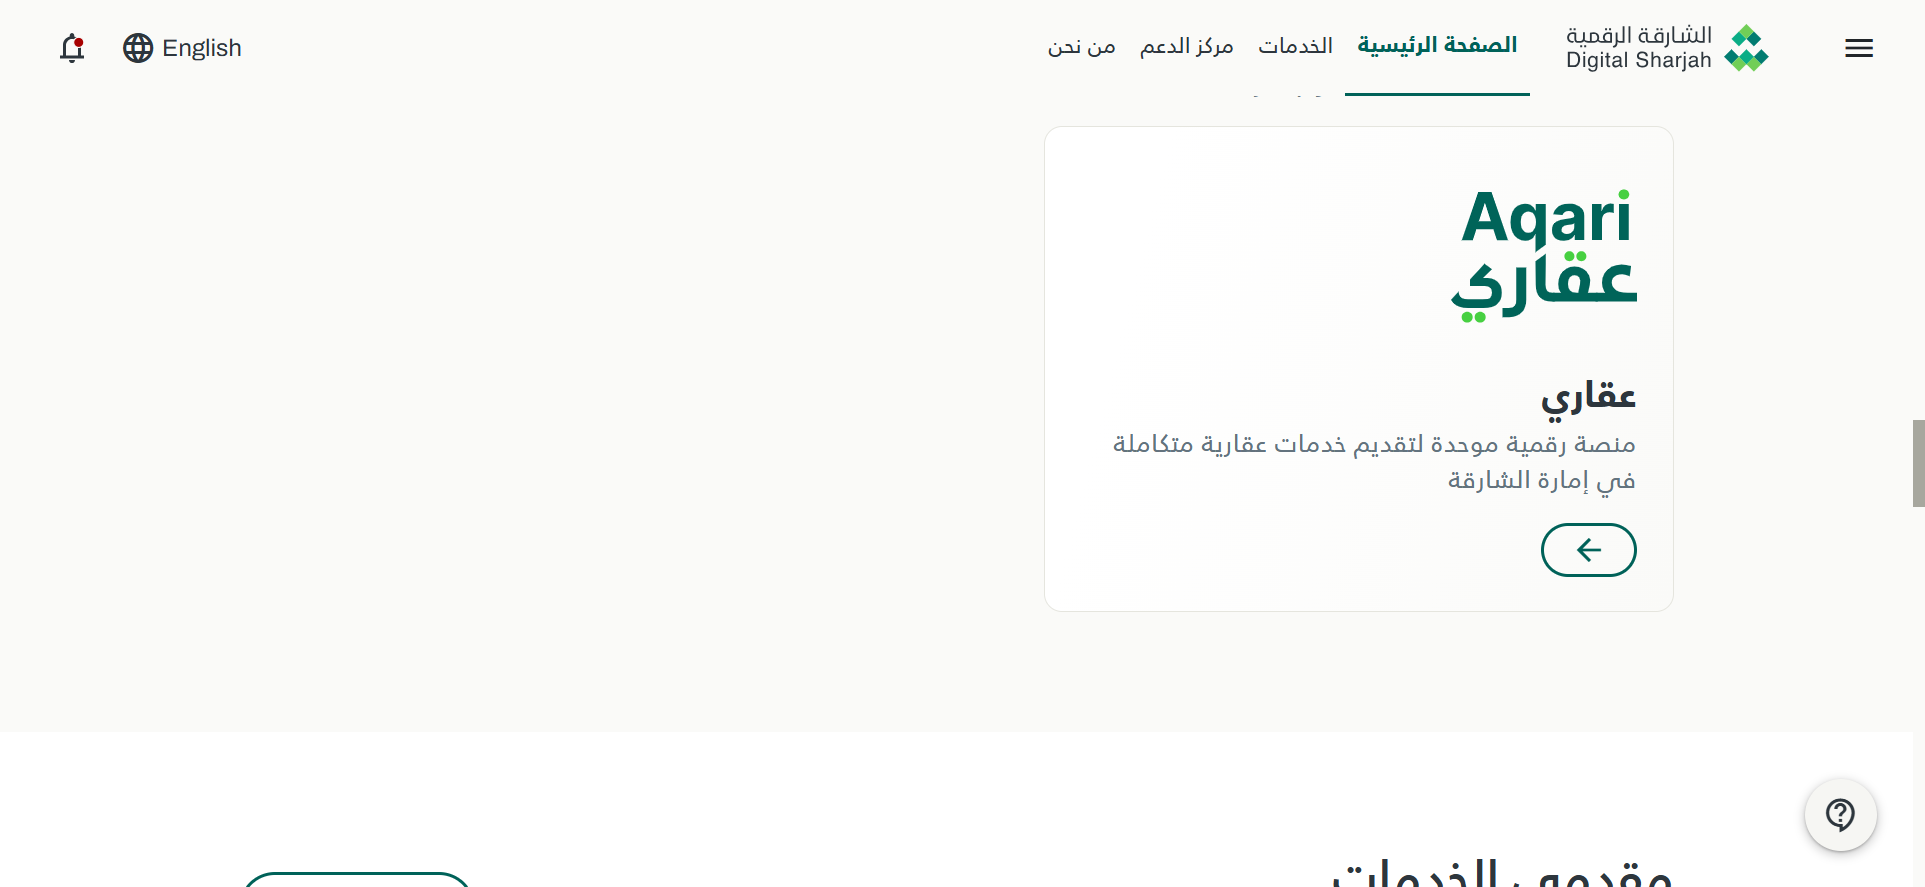 الشارقة الرقمية
Digital Sharjah
الصفحة الرئيسية
الخدمات
مركز الدعم
من نحن
English
Aqari
عقاري
عقاري
منصة رقمية موحدة لتقديم خدمات عقارية متكاملة
في إمارة الشارقة
مقدمي الخدمات